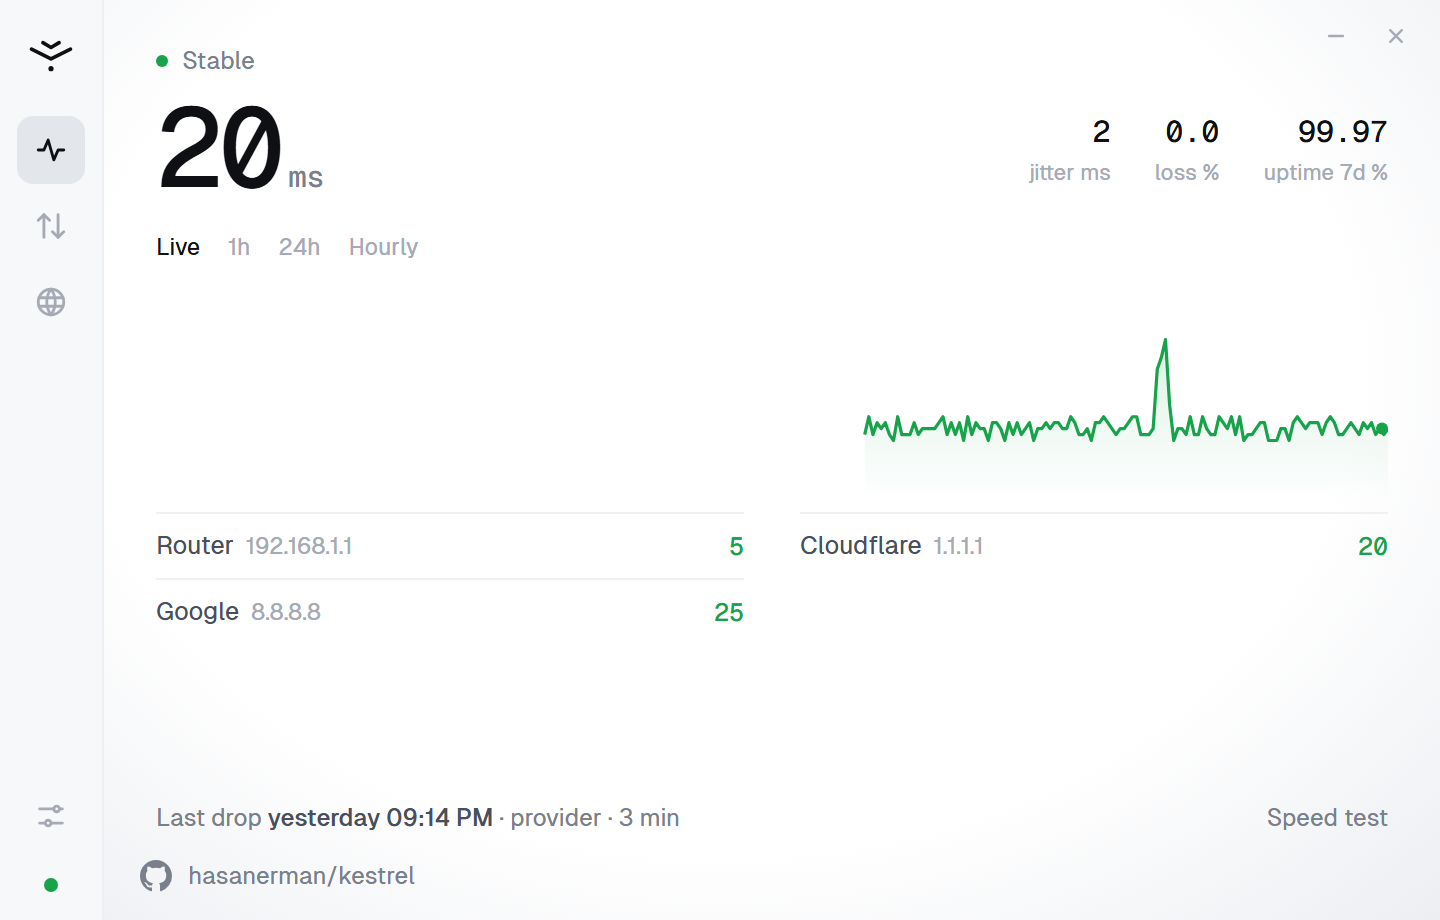 Stable
20 ms
2 0.0 99.97
jitter ms loss % uptime 7d %
Live 1h 24h Hourly
Router 192.168.1.1 5
Cloudflare 1.1.1.1 20
Google 8.8.8.8 25
Last drop yesterday 09:14 PM · provider · 3 min
Speed test
hasanerman/kestrel